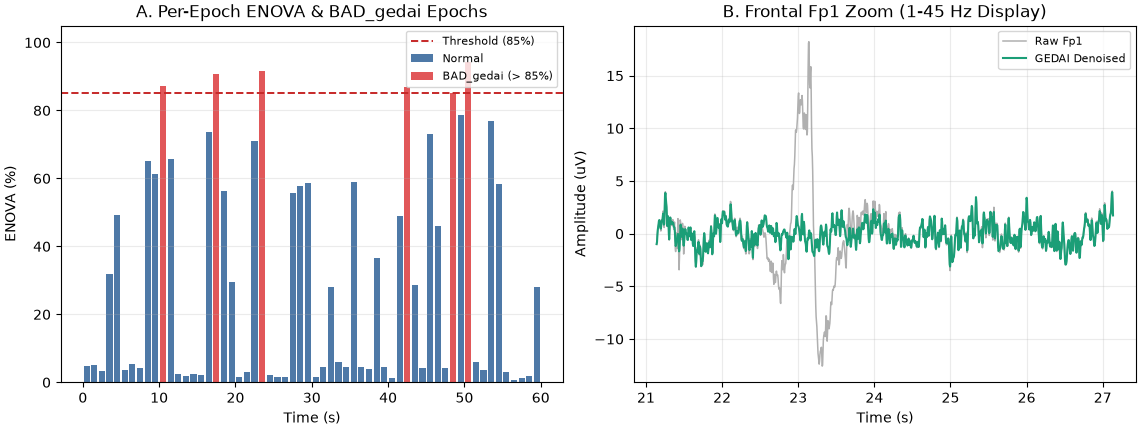 A. Per-Epoch ENOVA & BAD_gedai Epochs
100
80
60
40
20
0
ENOVA (%)
Threshold (85%)
Normal
BAD_gedai (> 85%)
0 10 20 30 40 50 60
Time (s)
B. Frontal Fp1 Zoom (1-45 Hz Display)
15
10
5
0
−5
−10
Amplitude (uV)
Raw Fp1
GEDAI Denoised
21 22 23 24 25 26 27
Time (s)